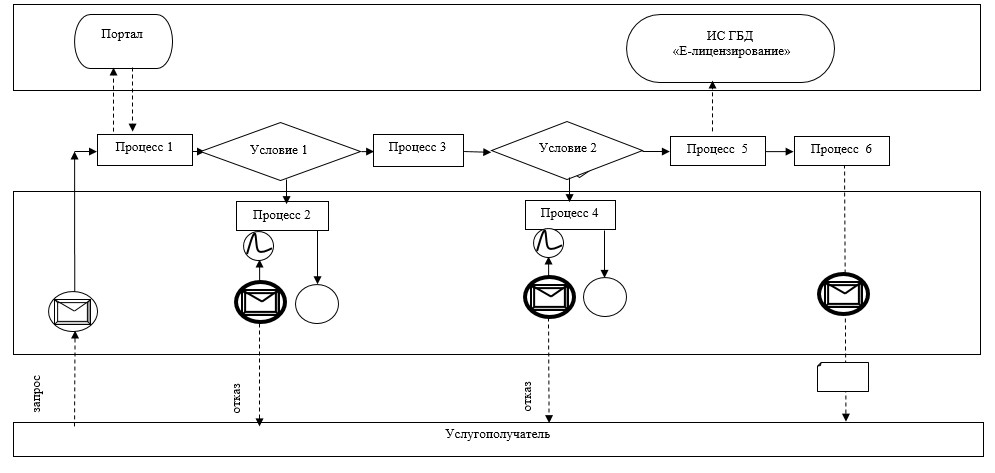 Портал
ИС ГБД
«Е-лицензирование»
Процесс 1
Условие 1
Процесс 3
Условие 2
Процесс 5
Процесс 6
Процесс 2
Процесс 4
запрос
отказ
отказ
Услугополучатель